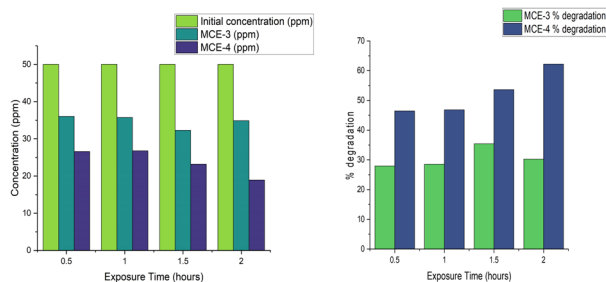 Initial concentration (ppm)
MCE-3 (ppm)
MCE-4 (ppm)
50
40
30
20
10
0
Concentration (ppm)
0.5 1 1.5 2
Exposure Time (hours)
MCE-3 % degradation
MCE-4 % degradation
70
60
50
40
30
20
10
0
% degradation
0.5 1 1.5 2
Exposure Time (hours)